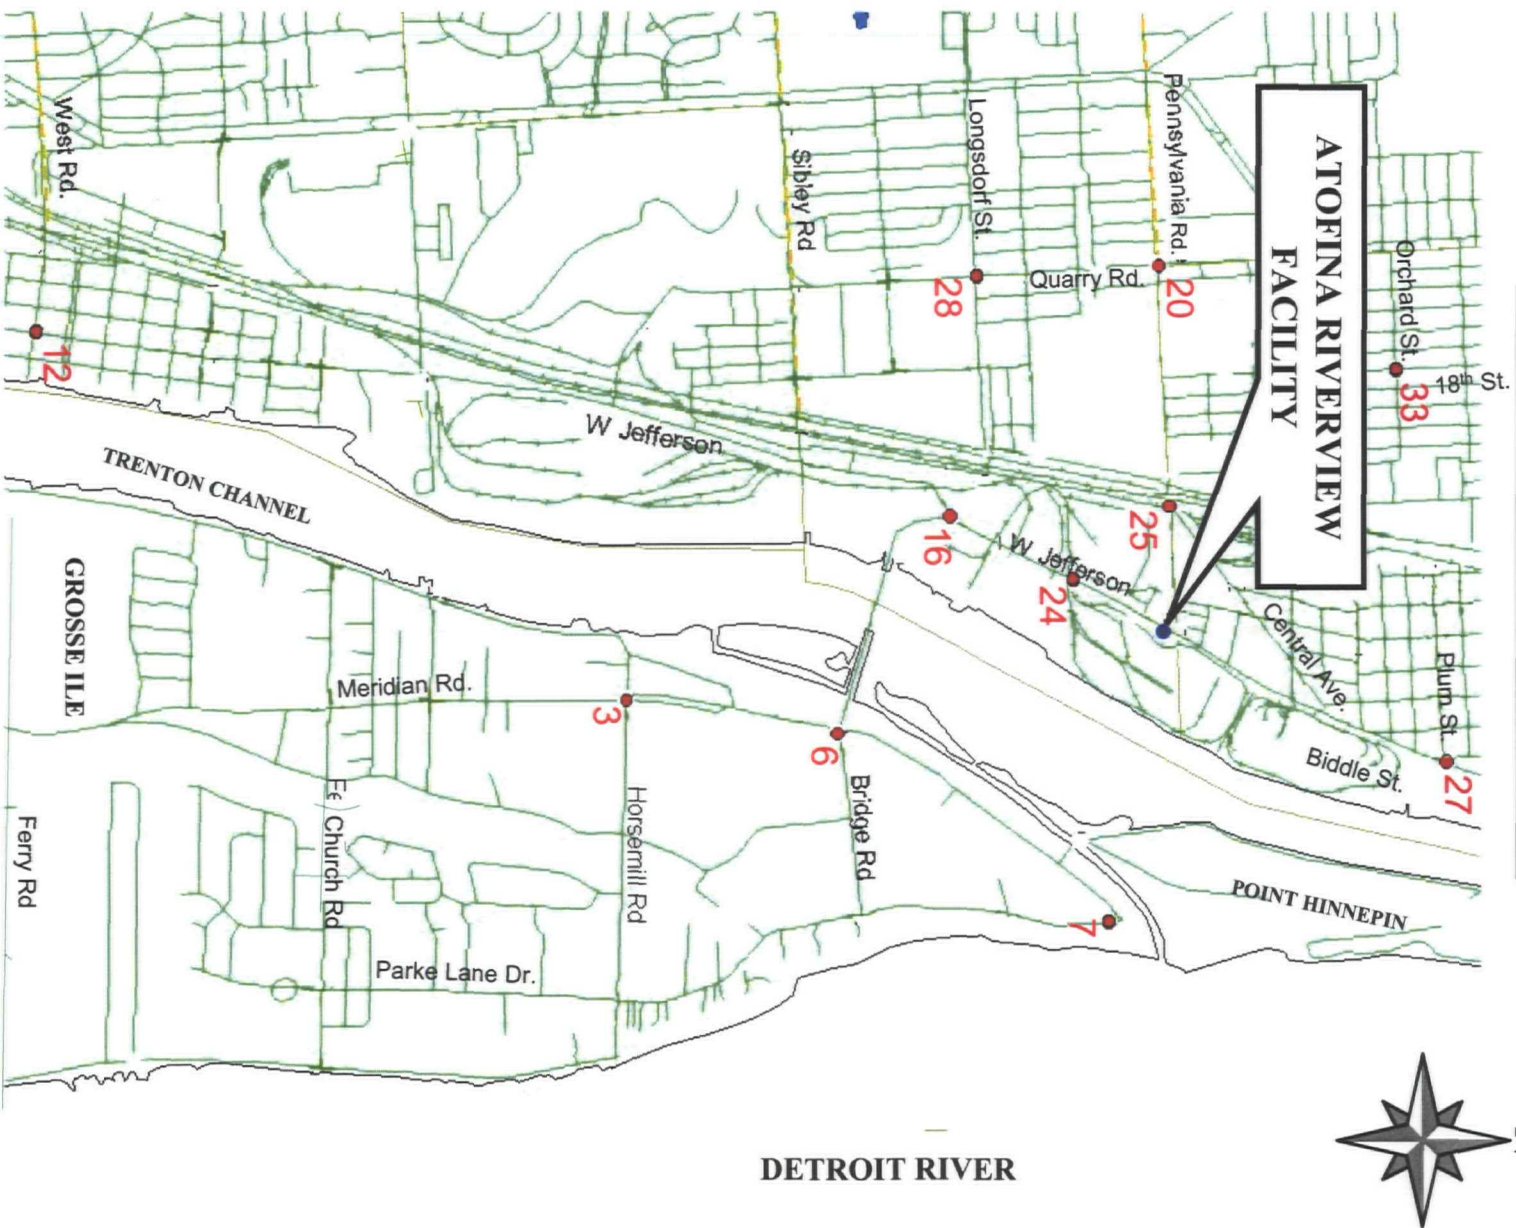 ATOFINA RIVERVIEW
FACILITY
West Rd.
Sibley Rd
Longsdorf St.
Pennsylvania Rd.
Orchard St.
18th St.
Quarry Rd.
20
28
33
12
W Jefferson
TRENTON CHANNEL
25
16
W Jefferson
24
Central Ave.
Plum St.
Biddle St.
27
GROSSE ILE
Meridian Rd.
3
6
Bridge Rd
Horsemill Rd
Church Rd
Ferry Rd
7
POINT HINNEPIN
Parke Lane Dr.
DETROIT RIVER